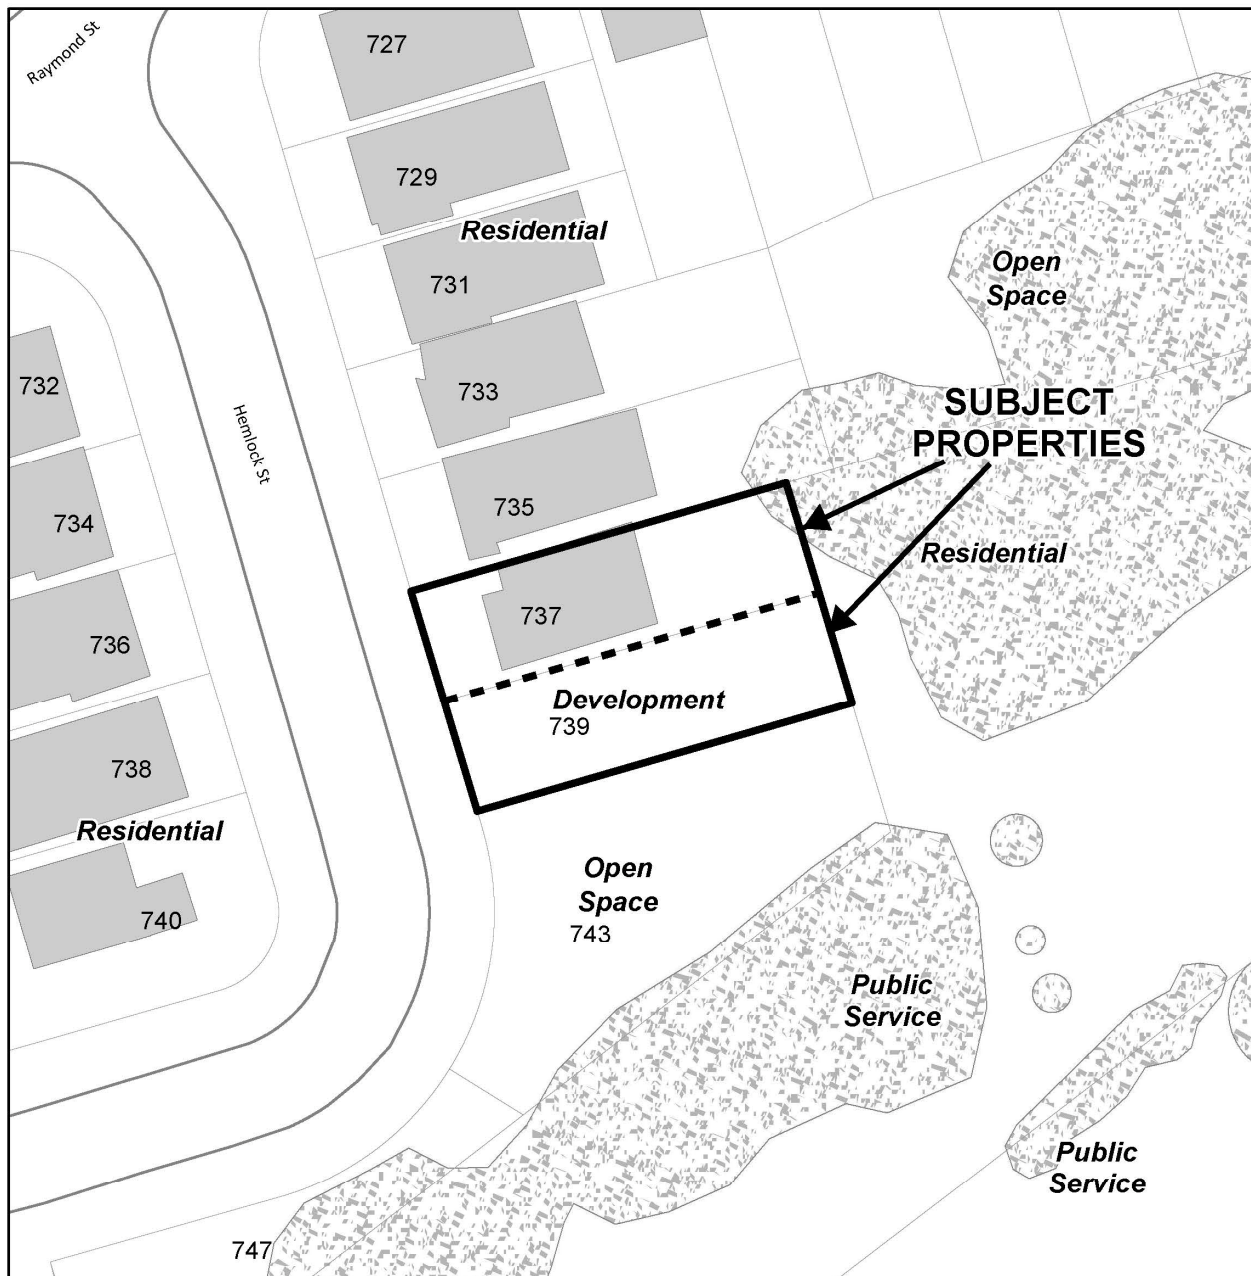 Raymond St
727
729
Residential
731
Open
Space
733
732
Hemlock St
SUBJECT
PROPERTIES
735
734
Residential
737
736
Development
739
738
Residential
Open
Space
743
740
Public
Service
Public
Service
747